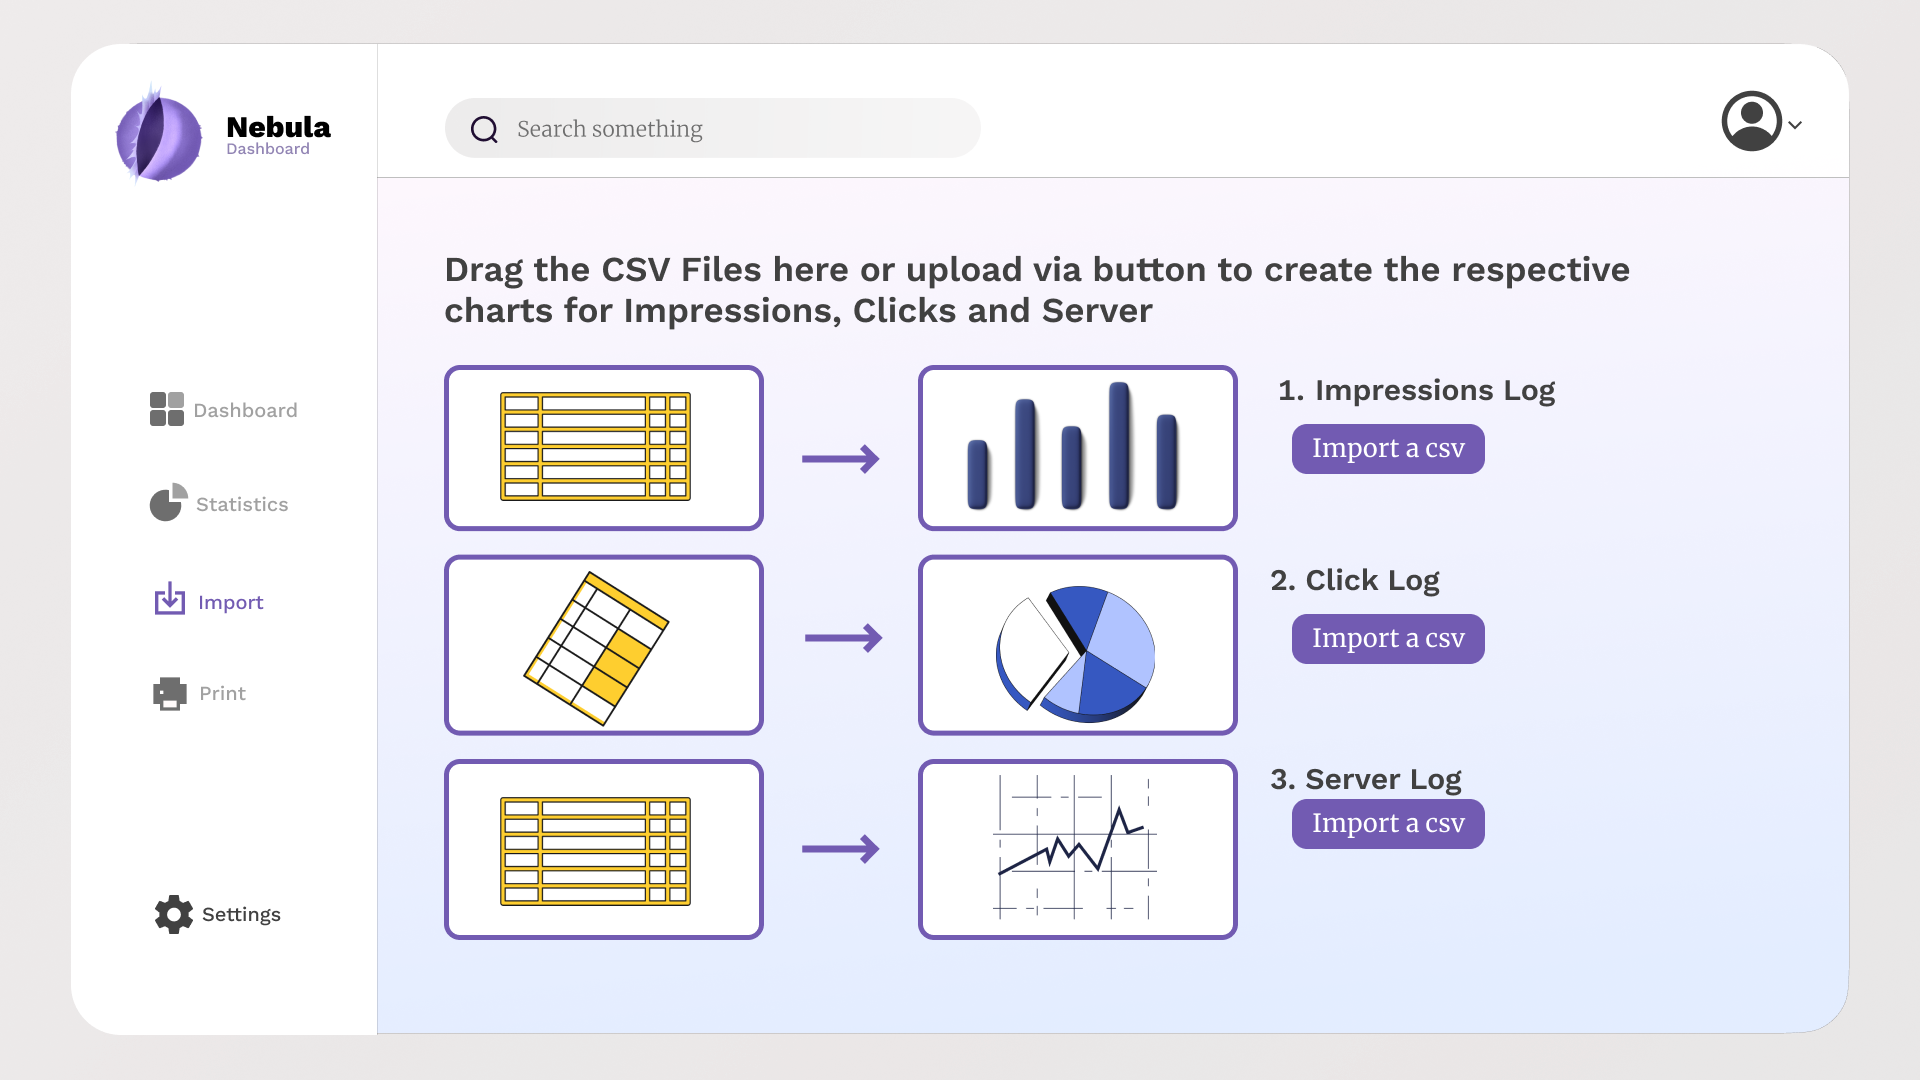 Nebula
Dashboard
Search something
Dashboard
Statistics
Import
Print
Settings
Drag the CSV Files here or upload via button to create the respective
charts for Impressions, Clicks and Server
1. Impressions Log
Import a csv
2. Click Log
Import a csv
3. Server Log
Import a csv